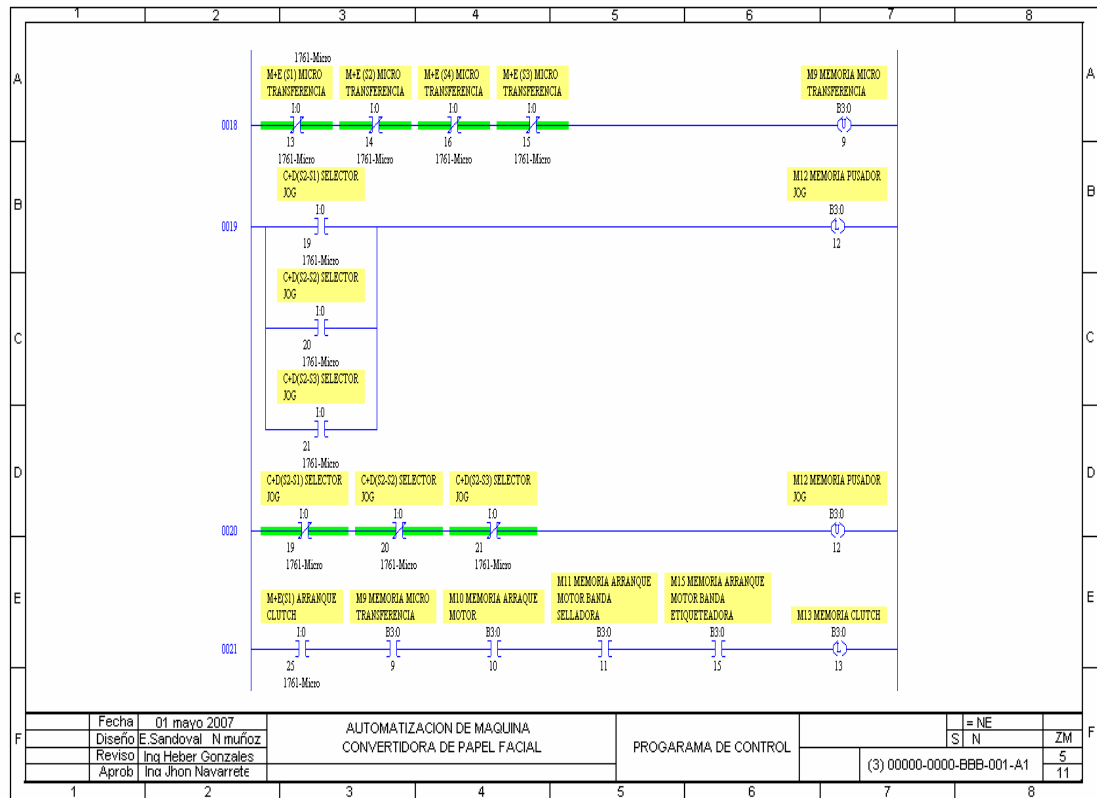 1 2 3 4 5 6 7 8
A A
B B
C C
D D
E E
F F
1761-Micro
M+E (S1) MICRO TRANSFERENCIA
I:0
13
1761-Micro
M+E (S2) MICRO TRANSFERENCIA
I:0
14
1761-Micro
M+E (S4) MICRO TRANSFERENCIA
I:0
16
1761-Micro
M+E (S3) MICRO TRANSFERENCIA
I:0
15
1761-Micro
M9 MEMORIA MICRO TRANSFERENCIA
B3:0
U
9
0018
C+D(S2-S1) SELECTOR JOG
I:0
19
1761-Micro
M12 MEMORIA PUSADOR JOG
B3:0
L
12
0019
C+D(S2-S2) SELECTOR JOG
I:0
20
1761-Micro
C+D(S2-S3) SELECTOR JOG
I:0
21
1761-Micro
C+D(S2-S1) SELECTOR JOG
I:0
19
1761-Micro
C+D(S2-S2) SELECTOR JOG
I:0
20
1761-Micro
C+D(S2-S3) SELECTOR JOG
I:0
21
1761-Micro
M12 MEMORIA PUSADOR JOG
B3:0
U
12
0020
M+E(S1) ARRANQUE CLUTCH
I:0
25
1761-Micro
M9 MEMORIA MICRO TRANSFERENCIA
B3:0
9
M10 MEMORIA ARRAQUE MOTOR
B3:0
10
M11 MEMORIA ARRANQUE MOTOR BANDA SELLADORA
B3:0
11
M15 MEMORIA ARRANQUE MOTOR BANDA ETIQUETEADORA
B3:0
15
M13 MEMORIA CLUTCH
B3:0
L
13
0021
Fecha 01 mayo 2007
Diseño E.Sandoval N muñoz
Reviso Ing Heber Gonzales
Aprob Ing Jhon Navarrete
AUTOMATIZACION DE MAQUINA
CONVERTIDORA DE PAPEL FACIAL
PROGARAMA DE CONTROL
= NE
S N ZM
(3) 00000-0000-BBB-001-A1
5
11
1 2 3 4 5 6 7 8